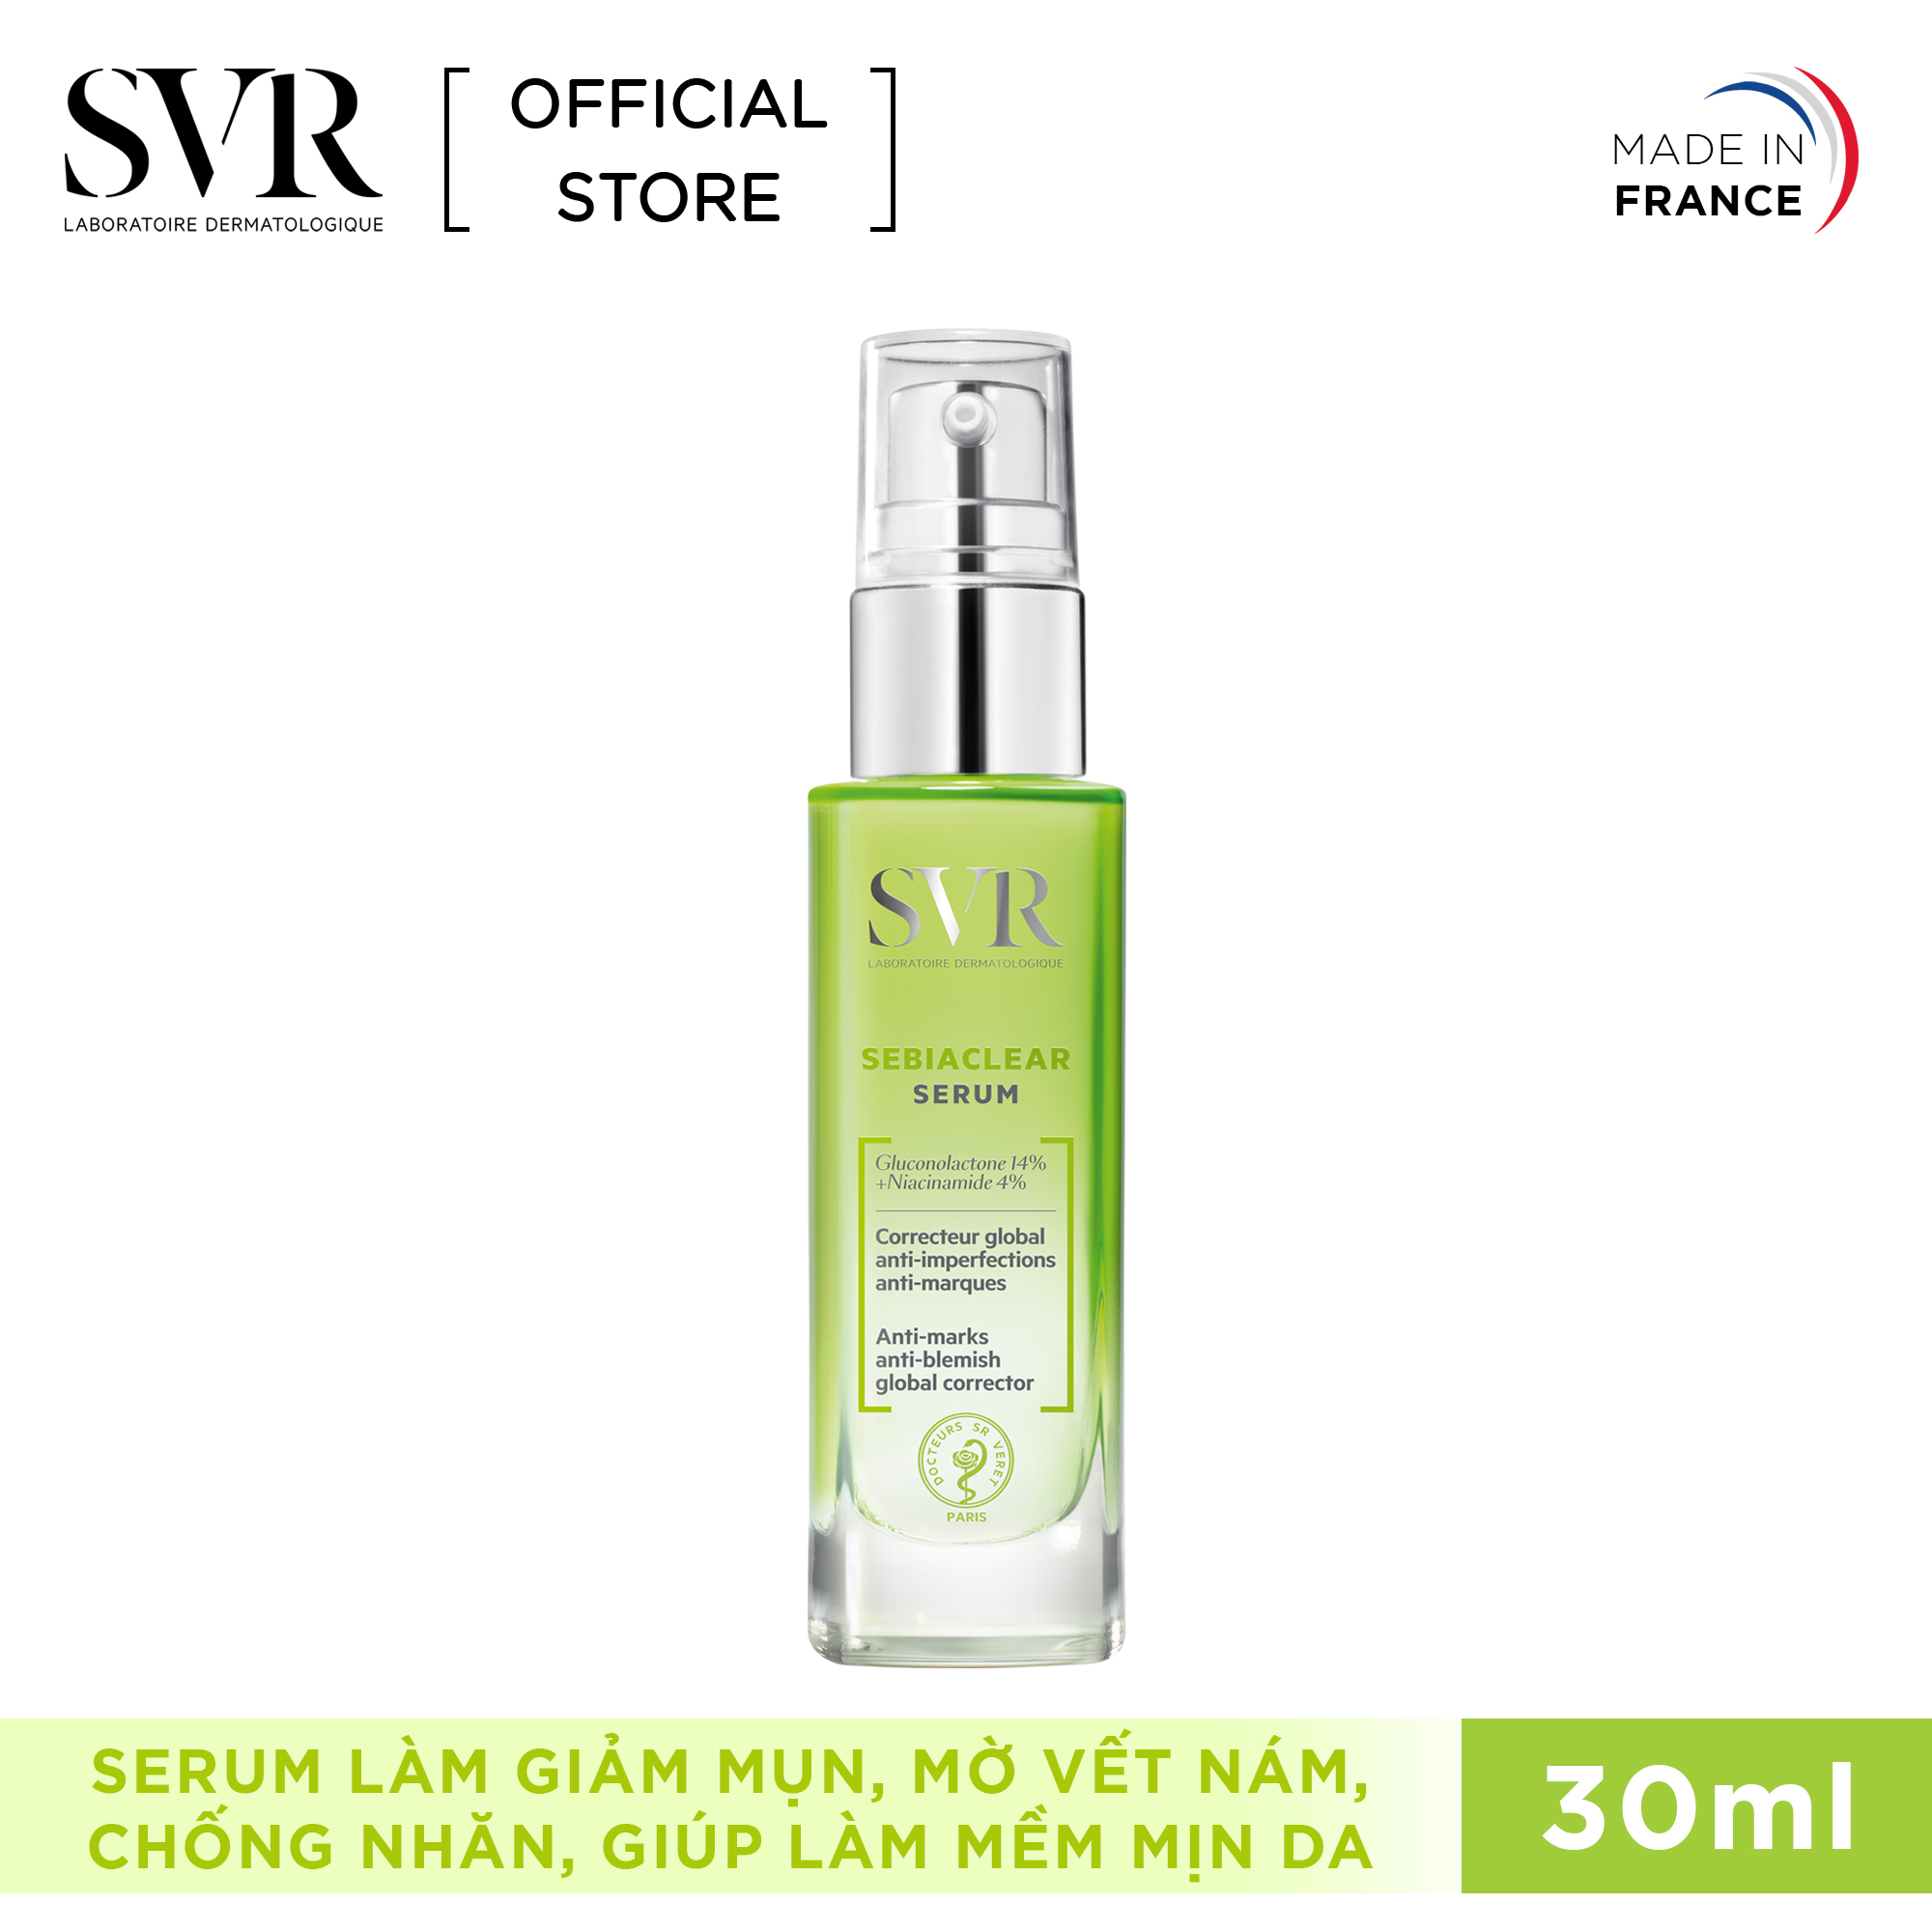 SVR
LABORATOIRE DERMATOLOGIQUE
OFFICIAL
STORE
MADE IN
FRANCE
SVR
LABORATOIRE DERMATOLOGIQUE
SEBIACLEAR
SERUM
Gluconolactone 14%
+Niacinamide 4%
Correcteur global
anti-imperfections
anti-marques
Anti-marks
anti-blemish
global corrector
DOCTEURS SR VERET
PARIS
SERUM LÀM GIẢM MỤN, MỜ VẾT NÁM,
CHỐNG NHĂN, GIÚP LÀM MỀM MỊN DA
30ml